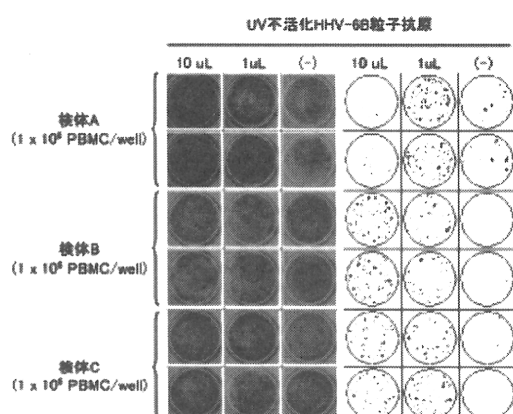 UV不活化HHV-6B粒子抗原
10 uL 1uL (-) 10 uL 1uL (-)
検体A
(1 x 10⁶ PBMC/well)
検体B
(1 x 10⁶ PBMC/well)
検体C
(1 x 10⁶ PBMC/well)